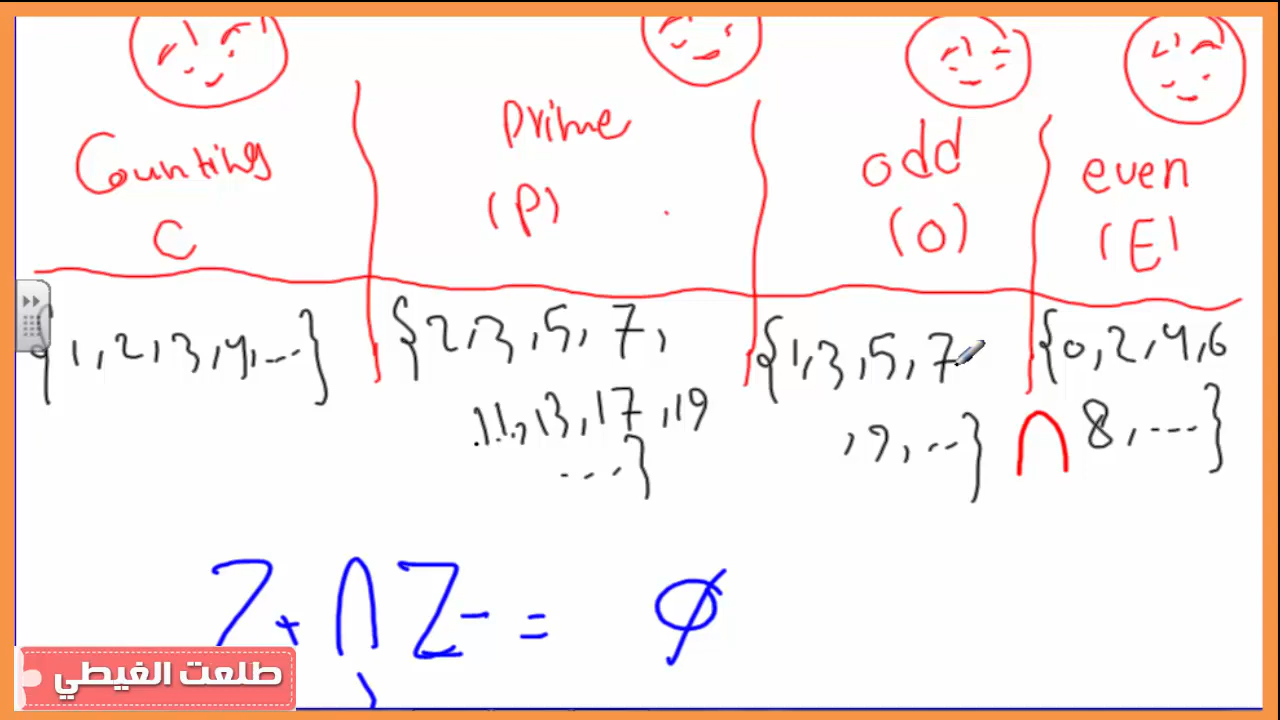 Counting
C
{1, 2, 3, 4, ...}
prime
(P)
{2, 3, 5, 7,
11, 13, 17, 19
...}
odd
(O)
{1, 3, 5, 7
, 9, ...}
∩
even
(E)
{0, 2, 4, 6
8, ...}
Z+ ∩ Z- = ∅
طلعت الغيطي